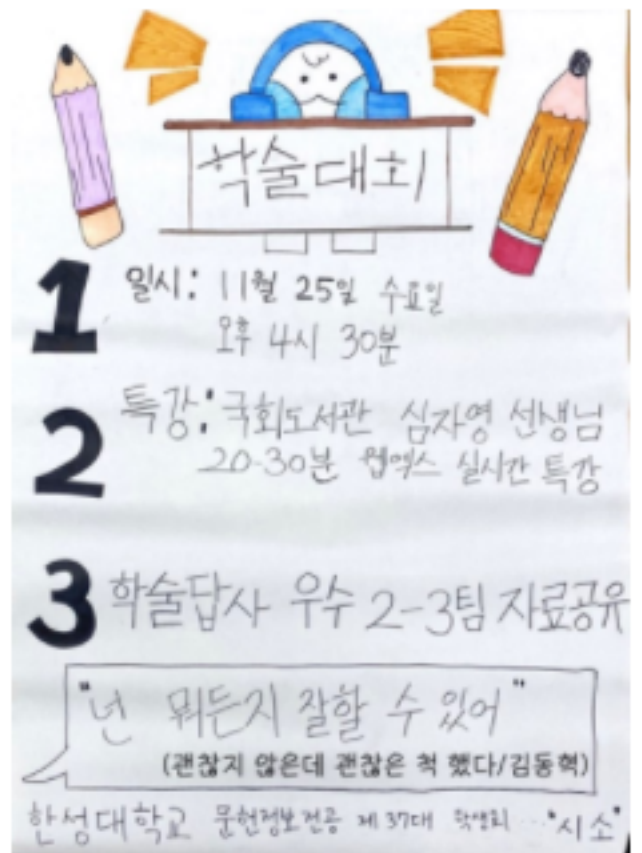 학술대회
1 일시: 11월 25일 수요일
오후 4시 30분
2 특강: 국회도서관 심자영 선생님
20-30분 웹엑스 실시간 특강
3 학술답사 우수 2-3팀 자료공유
"넌 뭐든지 잘할 수 있어"
(괜찮지 않은데 괜찮은 척 했다/김동혁)
한성대학교 문헌정보전공 제 37대 학생회 ... "시소"